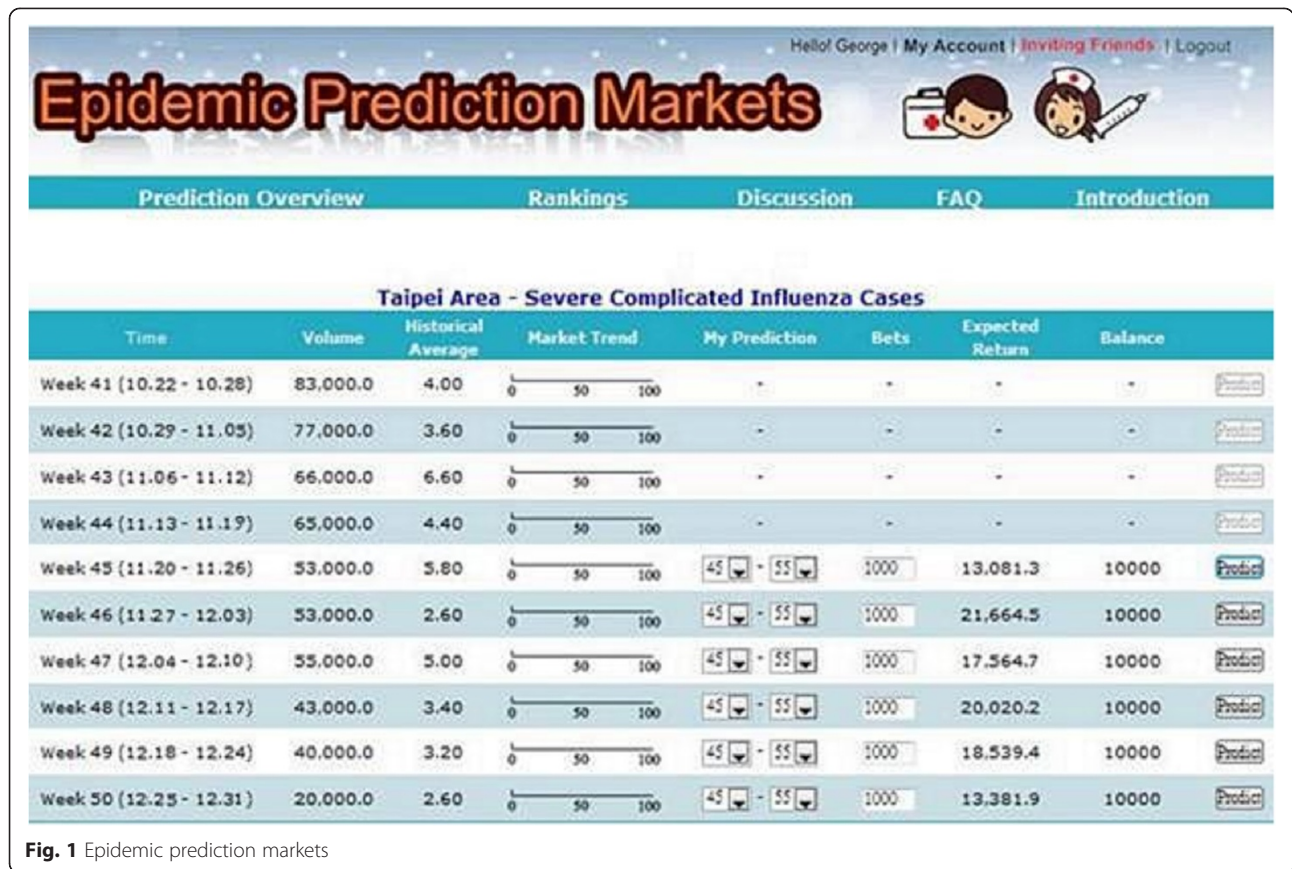 Hello! George | My Account | Inviting Friends | Logout
Epidemic Prediction Markets
Prediction Overview Rankings Discussion FAQ Introduction
Taipei Area - Severe Complicated Influenza Cases
Time Volume Historical Average Market Trend My Prediction Bets Expected Return Balance
Week 41 (10.22 - 10.28) 83,000.0 4.00 0 50 100 - - - - Predict
Week 42 (10.29 - 11.05) 77,000.0 3.60 0 50 100 - - - - Predict
Week 43 (11.06 - 11.12) 66,000.0 6.60 0 50 100 - - - - Predict
Week 44 (11.13 - 11.19) 65,000.0 4.40 0 50 100 - - - - Predict
Week 45 (11.20 - 11.26) 53,000.0 5.80 0 50 100 45 - 55 1000 13,081.3 10000 Predict
Week 46 (11.27 - 12.03) 53,000.0 2.60 0 50 100 45 - 55 1000 21,664.5 10000 Predict
Week 47 (12.04 - 12.10) 55,000.0 5.00 0 50 100 45 - 55 1000 17,564.7 10000 Predict
Week 48 (12.11 - 12.17) 43,000.0 3.40 0 50 100 45 - 55 1000 20,020.2 10000 Predict
Week 49 (12.18 - 12.24) 40,000.0 3.20 0 50 100 45 - 55 1000 18,539.4 10000 Predict
Week 50 (12.25 - 12.31) 20,000.0 2.60 0 50 100 45 - 55 1000 13,381.9 10000 Predict
Fig. 1 Epidemic prediction markets